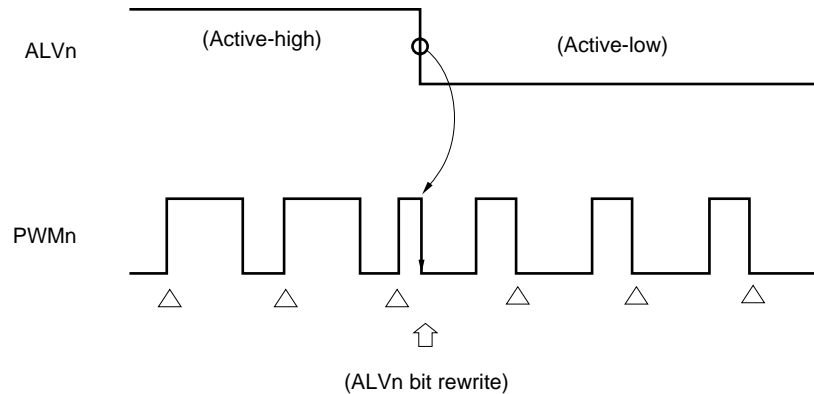 (Active-high)
ALVn
(Active-low)
PWMn
(ALVn bit rewrite)